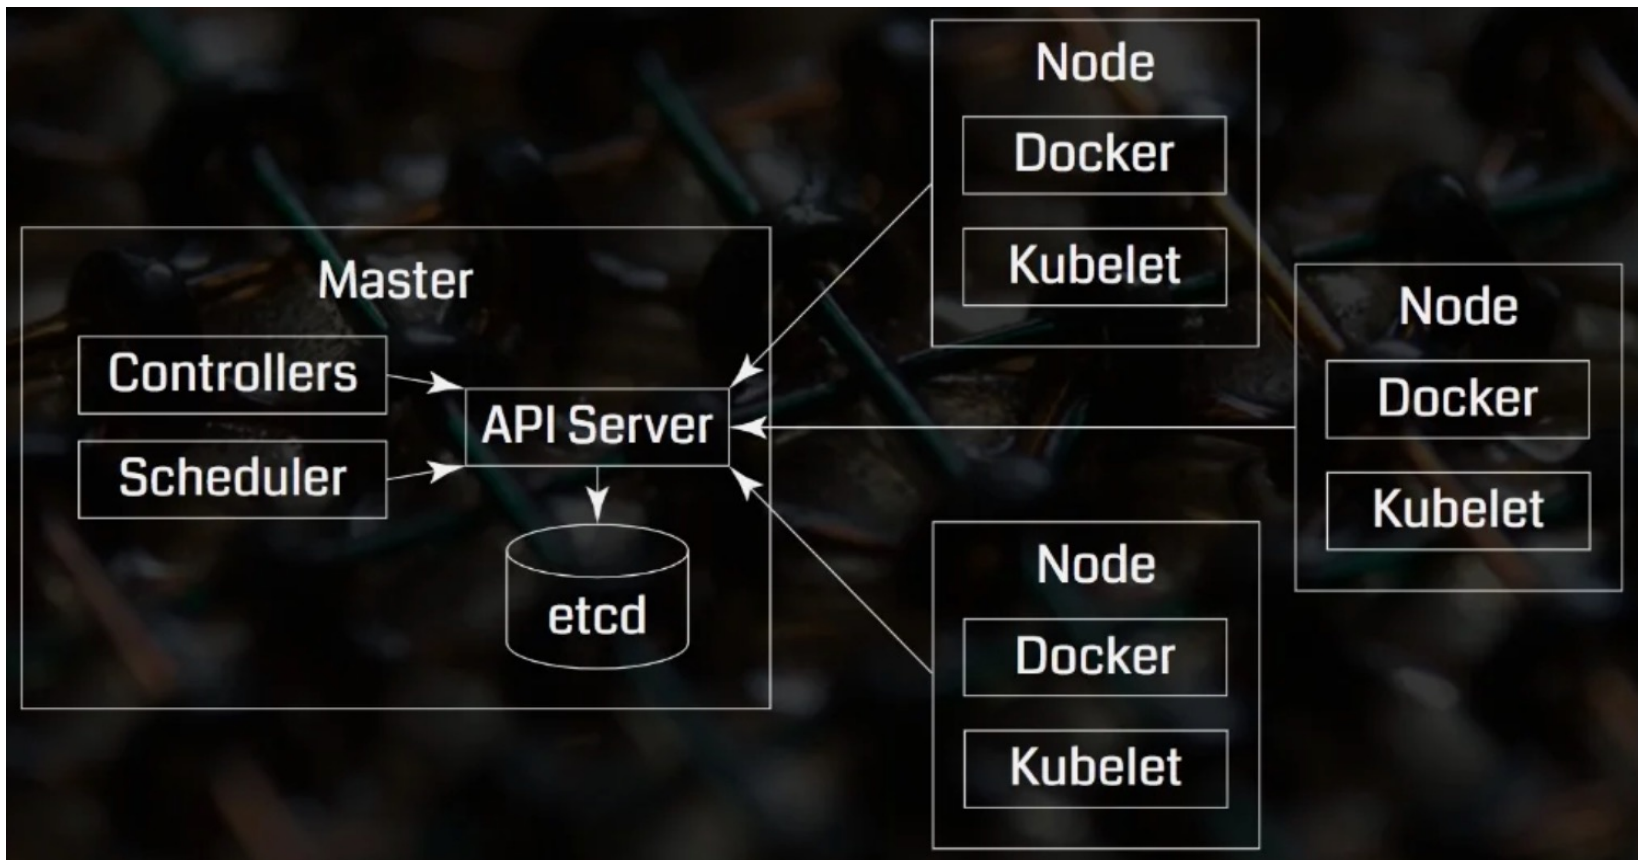 Master
Controllers
Scheduler
API Server
etcd
Node
Docker
Kubelet
Node
Docker
Kubelet
Node
Docker
Kubelet